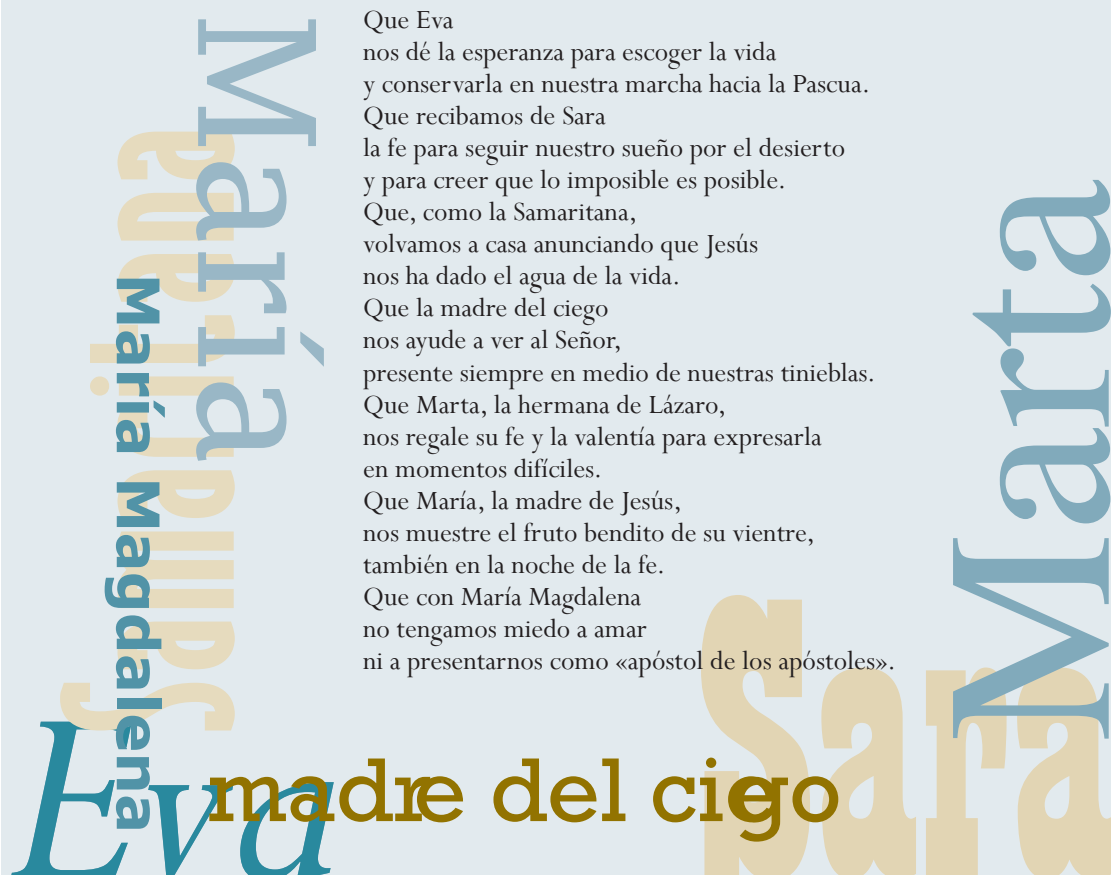 Que Eva
nos dé la esperanza para escoger la vida
y conservarla en nuestra marcha hacia la Pascua.
Que recibamos de Sara
la fe para seguir nuestro sueño por el desierto
y para creer que lo imposible es posible.
Que, como la Samaritana,
volvamos a casa anunciando que Jesús
nos ha dado el agua de la vida.
Que la madre del ciego
nos ayude a ver al Señor,
presente siempre en medio de nuestras tinieblas.
Que Marta, la hermana de Lázaro,
nos regale su fe y la valentía para expresarla
en momentos difíciles.
Que María, la madre de Jesús,
nos muestre el fruto bendito de su vientre,
también en la noche de la fe.
Que con María Magdalena
no tengamos miedo a amar
ni a presentarnos como «apóstol de los apóstoles».
María
Samaritana
María Magdalena
Marta
Sara
Eva
madre del ciego